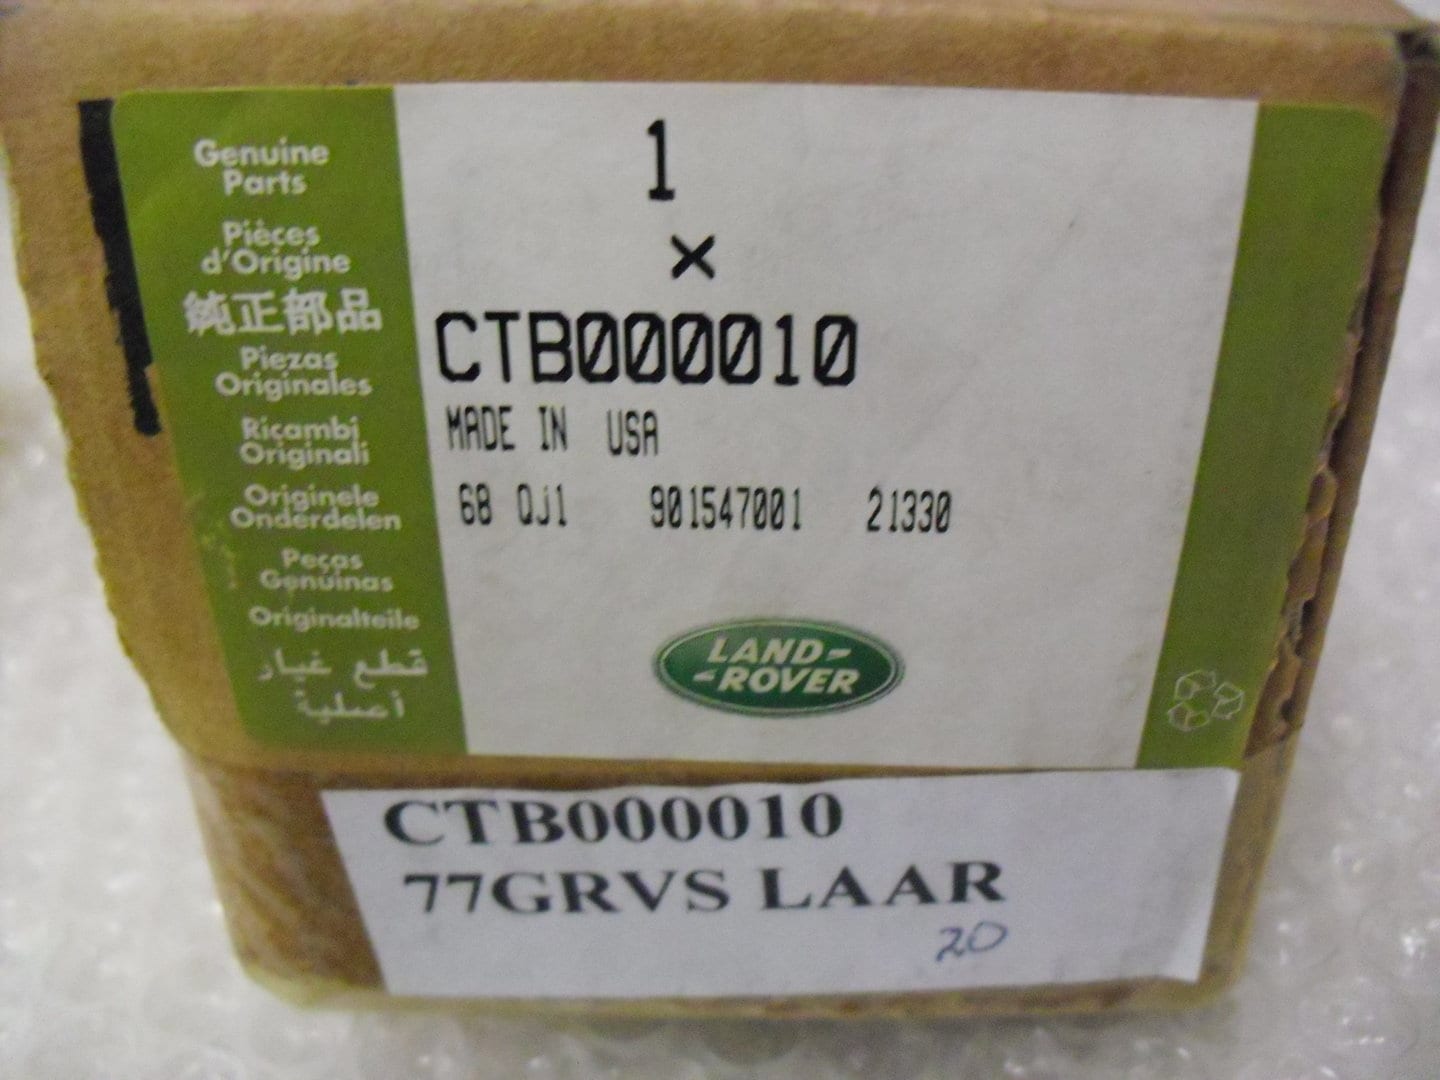 Genuine
Parts
Pièces
d'Origine
純正部品
Piezas
Originales
Ricambi
Originali
Originele
Onderdelen
Peças
Genuinas
Originalteile
قطع غيار
أصلية
1
×
CTB000010
MADE IN USA
68 QJ1 901547001 21330
LAND-
-ROVER
CTB000010
77GRVS LAAR
20